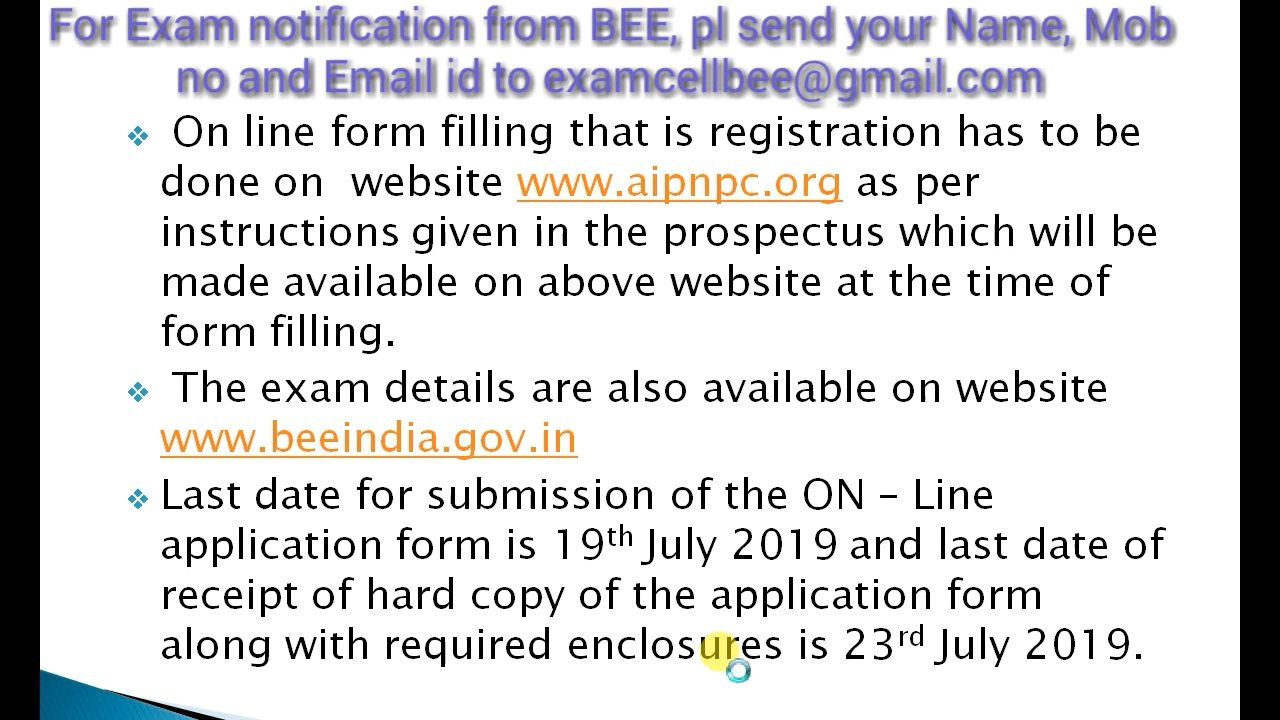 For Exam notification from BEE, pl send your Name, Mob
no and Email id to examcellbee@gmail.com
On line form filling that is registration has to be
done on website www.aipnpc.org as per
instructions given in the prospectus which will be
made available on above website at the time of
form filling.
The exam details are also available on website
www.beeindia.gov.in
Last date for submission of the ON – Line
application form is 19th July 2019 and last date of
receipt of hard copy of the application form
along with required enclosures is 23rd July 2019.